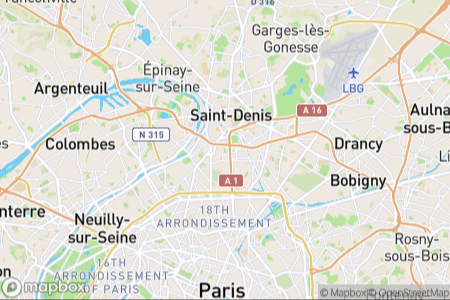 D 316
Garges-lès-
Gonesse
Épinay-
sur-Seine
LBG
Argenteuil
Saint-Denis
A 16
Aulna
sous-B
N 315
Colombes
Drancy
A 1
Bobigny
Neuilly-
sur-Seine
18TH
ARRONDISSEMENT
Rosny-
sous-Bois
16TH
ARRONDISSEMENT
OF PARIS
Paris
mapbox
© Mapbox © OpenStreetMap